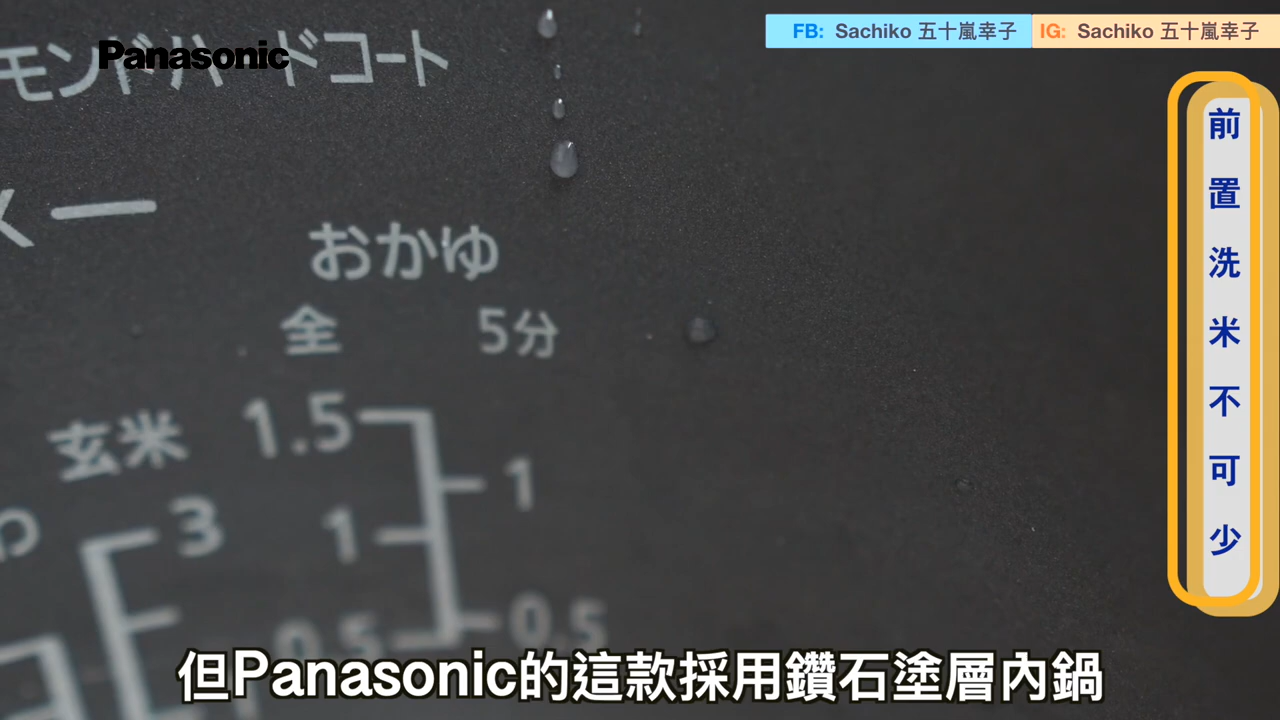 FB: Sachiko 五十嵐幸子
IG: Sachiko 五十嵐幸子
Panasonic
モンドハードコート
おかゆ
全 5分
玄米 1.5
1
3 1
0.5 0.5
前置洗米不可少
但Panasonic的這款採用鑽石塗層內鍋